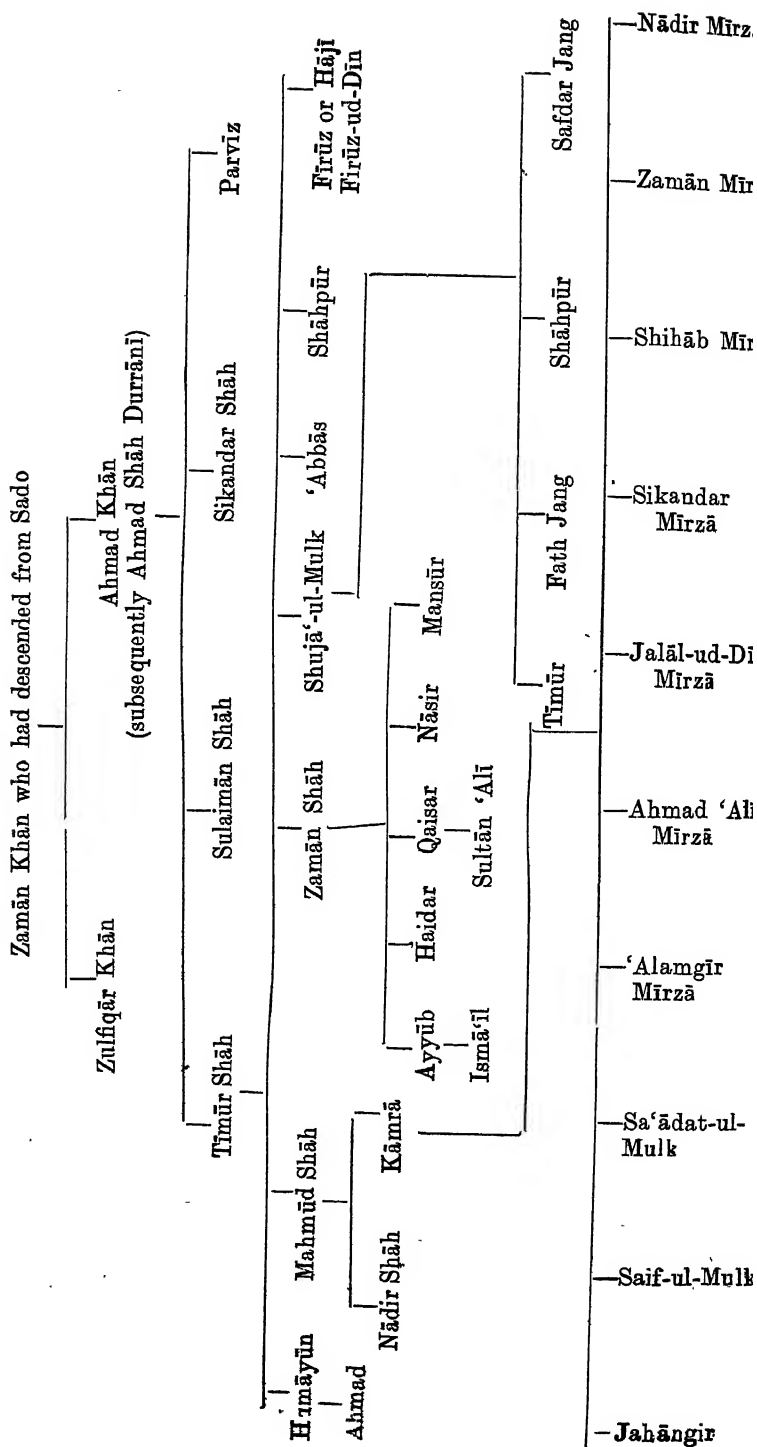 Zamān Khān who had descended from Sado
Zulfiqār Khān
Ahmad Khān
(subsequently Ahmad Shāh Durrānī)
Tīmūr Shāh
Sulaimān Shāh
Sikandar Shāh
Parvīz
Humāyūn
Mahmūd Shāh
Zamān Shāh
Shujā‘-ul-Mulk
‘Abbās
Shāhpūr
Fīrūz or Hājī
Firūz-ud-Dīn
Ahmad
Nādir Shāh
Kāmrā
Ayyūb
Haidar
Qaisar
Nāsir
Mansūr
Ismā‘īl
Sultān ‘Alī
Tīmūr
Fath Jang
Shāhpūr
Safdar Jang
Jahāngir
Saif-ul-Mulk
Sa‘ādat-ul-
Mulk
‘Alamgīr
Mīrzā
Ahmad ‘Ali
Mīrzā
Jalāl-ud-Di
Mīrzā
Sikandar
Mīrzā
Shihāb Mīr
Zamān Mīr
Nādir Mīrz